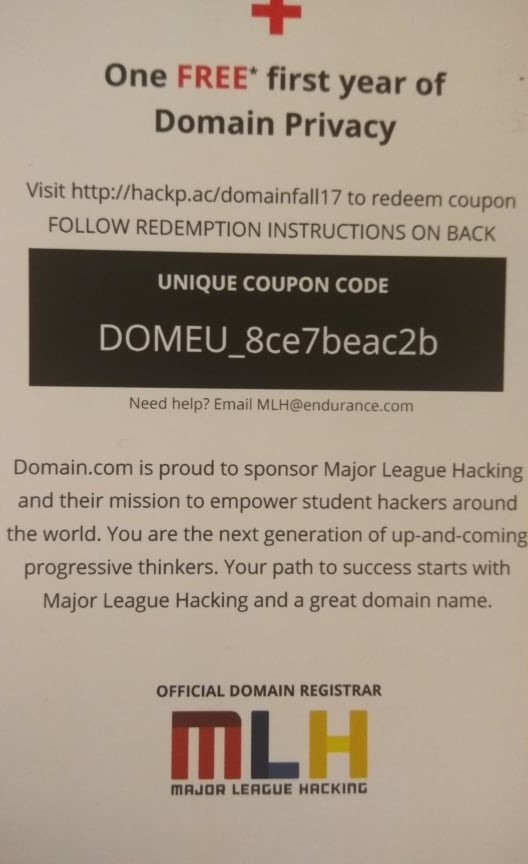 One FREE* first year of
Domain Privacy
Visit http://hackp.ac/domainfall17 to redeem coupon
FOLLOW REDEMPTION INSTRUCTIONS ON BACK
UNIQUE COUPON CODE
DOMEU_8ce7beac2b
Need help? Email MLH@endurance.com
Domain.com is proud to sponsor Major League Hacking
and their mission to empower student hackers around
the world. You are the next generation of up-and-coming
progressive thinkers. Your path to success starts with
Major League Hacking and a great domain name.
OFFICIAL DOMAIN REGISTRAR
MLH
MAJOR LEAGUE HACKING